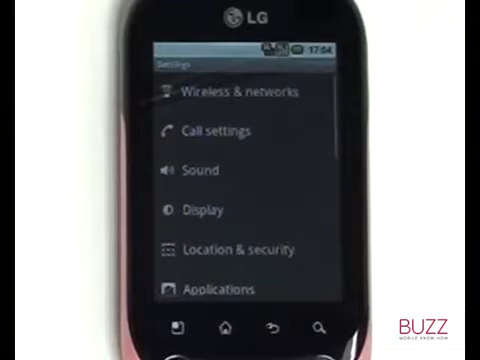 LG
17:04
Settings
Wireless & networks
Call settings
Sound
Display
Location & security
Applications
BUZZ
MOBILE KNOW HOW